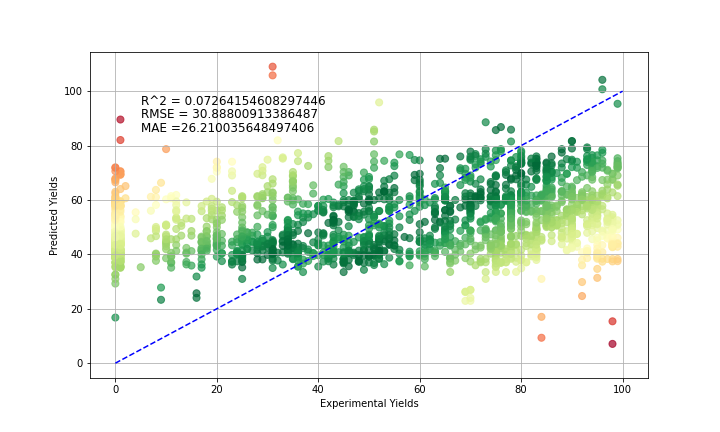 R^2 = 0.07264154608297446
RMSE = 30.88800913386487
MAE =26.210035648497406
100
80
60
40
20
0
Predicted Yields
0 20 40 60 80 100
Experimental Yields